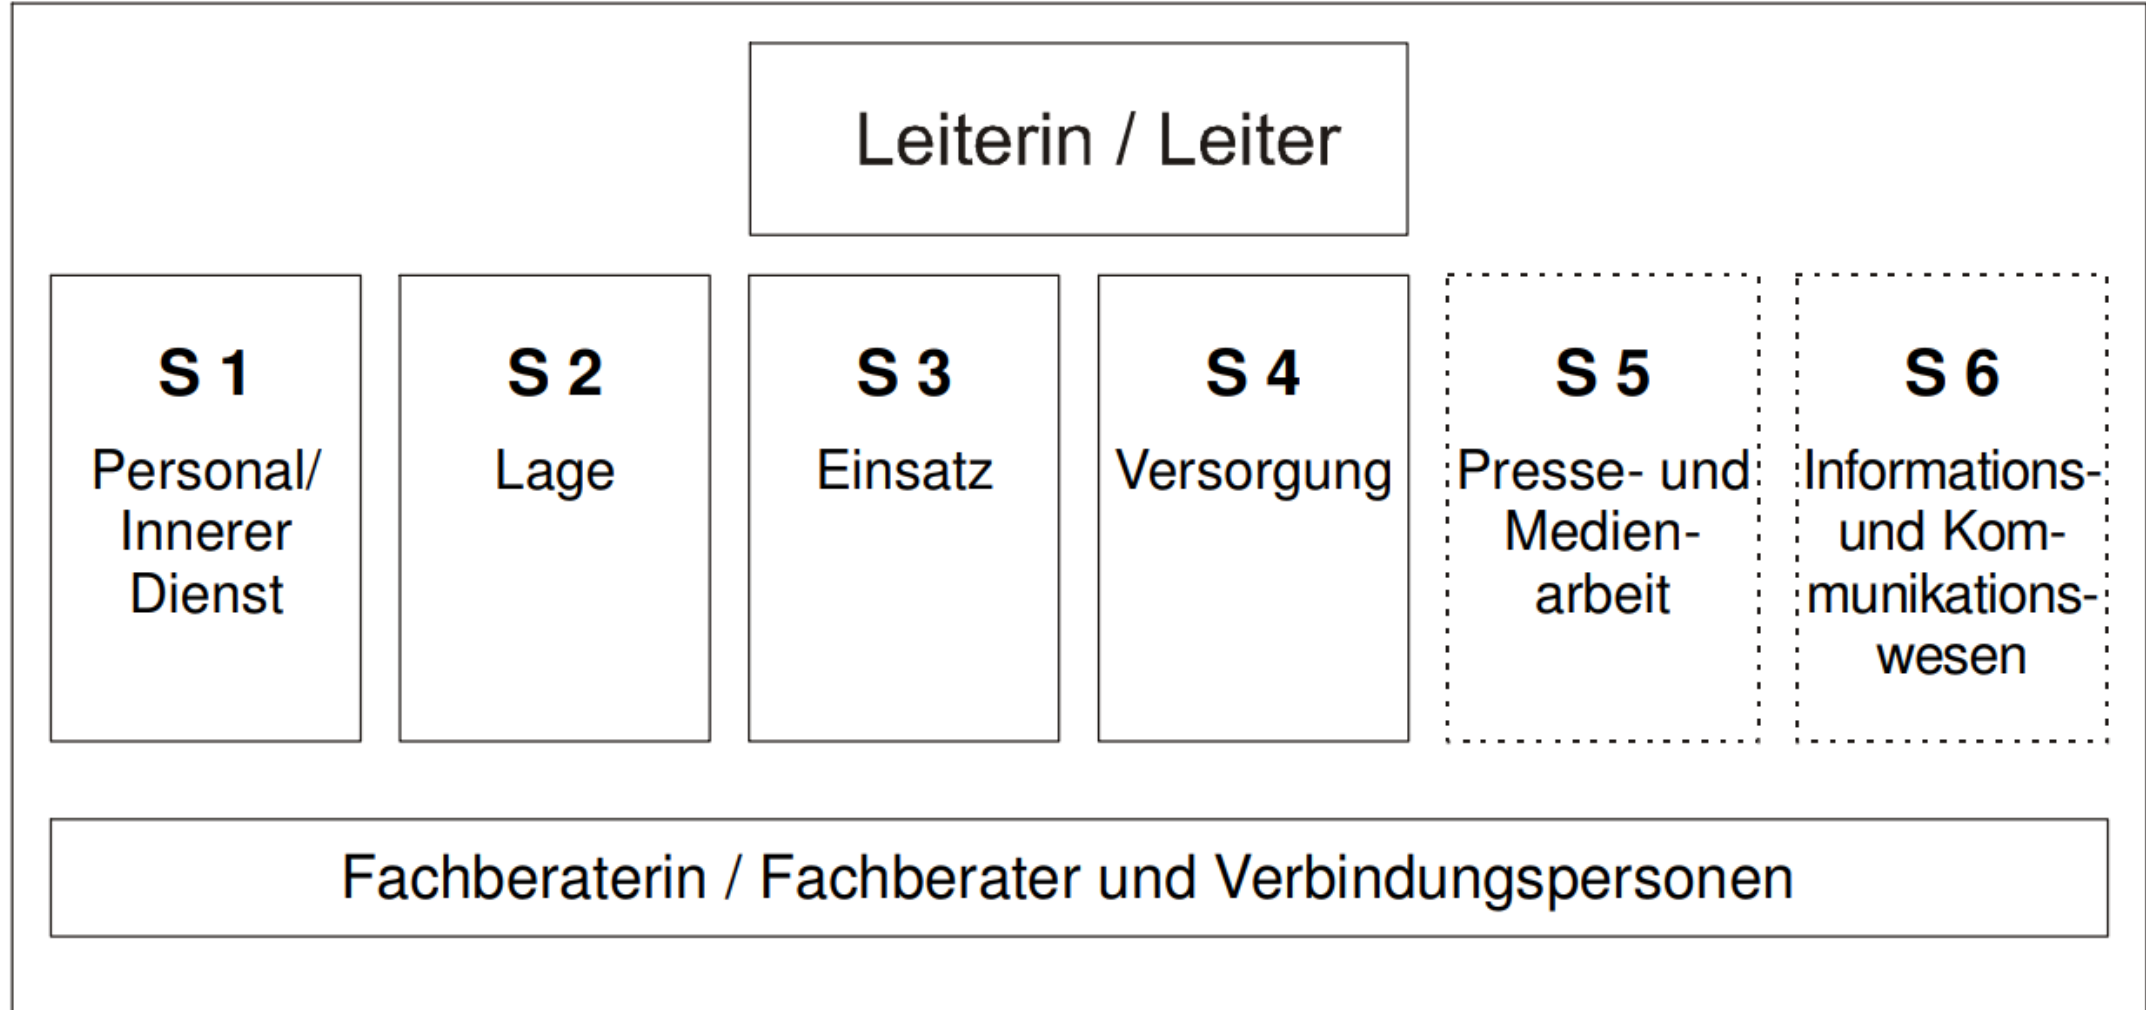 Leiterin / Leiter
S 1
Personal/
Innerer
Dienst
S 2
Lage
S 3
Einsatz
S 4
Versorgung
S 5
Presse- und
Medien-
arbeit
S 6
Informations-
und Kom-
munikations-
wesen
Fachberaterin / Fachberater und Verbindungspersonen